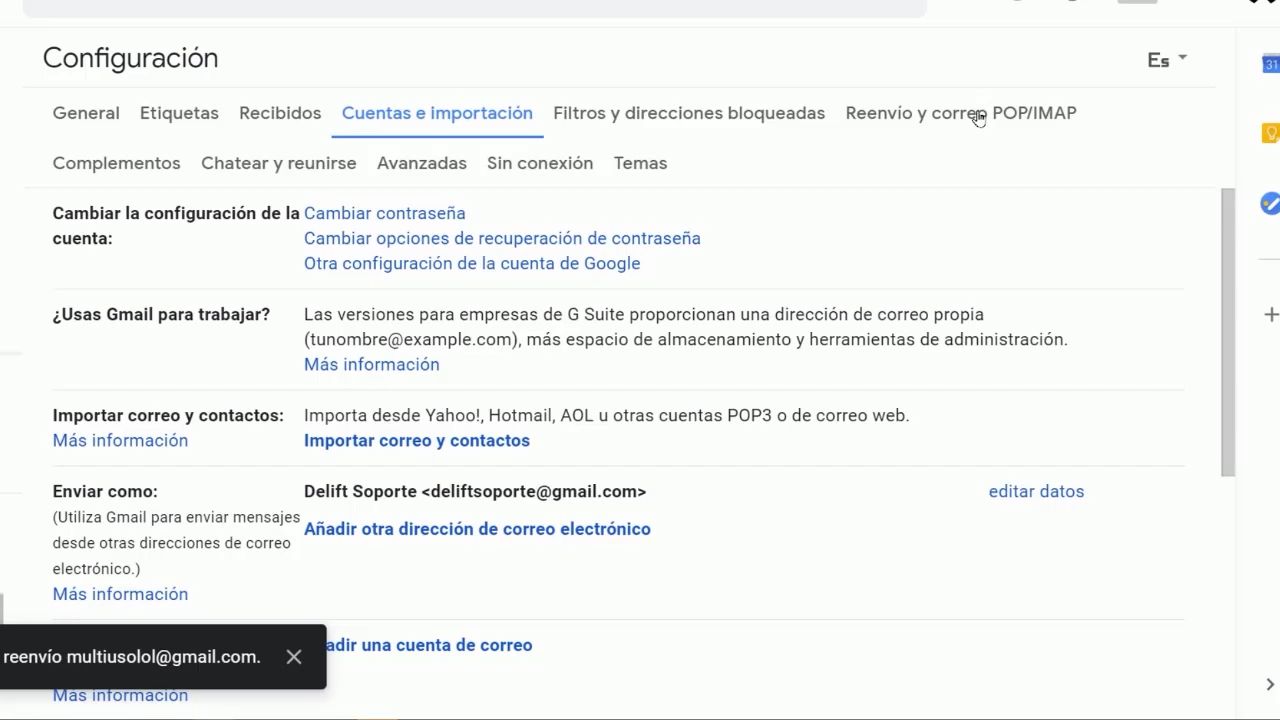 Configuración
Es
General Etiquetas Recibidos Cuentas e importación Filtros y direcciones bloqueadas Reenvío y correo POP/IMAP
Complementos Chatear y reunirse Avanzadas Sin conexión Temas
Cambiar la configuración de la cuenta:
Cambiar contraseña
Cambiar opciones de recuperación de contraseña
Otra configuración de la cuenta de Google
¿Usas Gmail para trabajar?
Las versiones para empresas de G Suite proporcionan una dirección de correo propia
(tunombre@example.com), más espacio de almacenamiento y herramientas de administración.
Más información
Importar correo y contactos:
Más información
Importa desde Yahoo!, Hotmail, AOL u otras cuentas POP3 o de correo web.
Importar correo y contactos
Enviar como:
(Utiliza Gmail para enviar mensajes
desde otras direcciones de correo
electrónico.)
Más información
Delift Soporte <deliftsoporte@gmail.com>
editar datos
Añadir otra dirección de correo electrónico
adir una cuenta de correo
reenvío multiusolol@gmail.com.
Más información
31